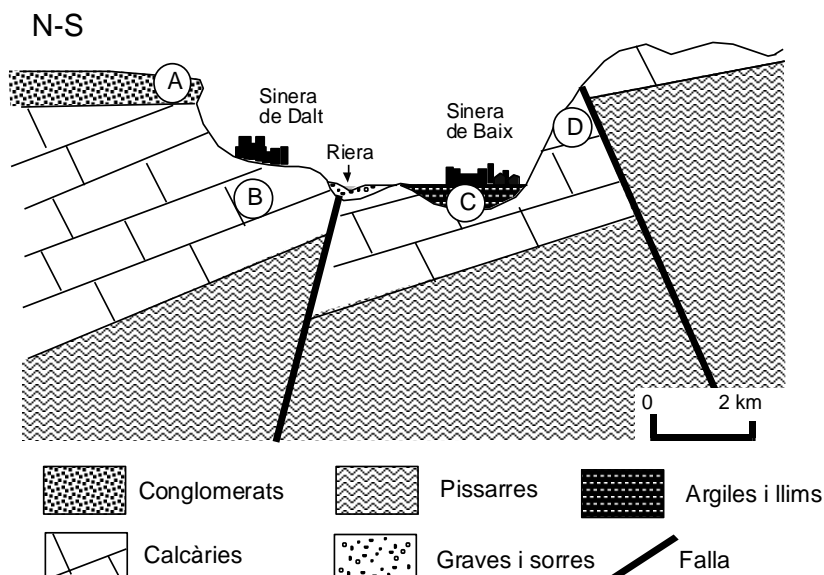 N-S
A
Sinera
de Dalt
Riera
Sinera
de Baix
D
B
C
0 2 km
Conglomerats
Pissarres
Argiles i llims
Calcàries
Graves i sorres
Falla